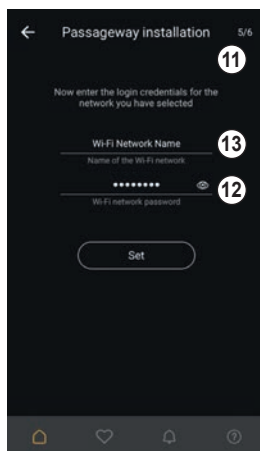 Passageway installation 5/6
11
Now enter the login credentials for the
network you have selected
Wi-Fi Network Name 13
Name of the Wi-Fi network
•••••••• 12
Wi-Fi network password
Set